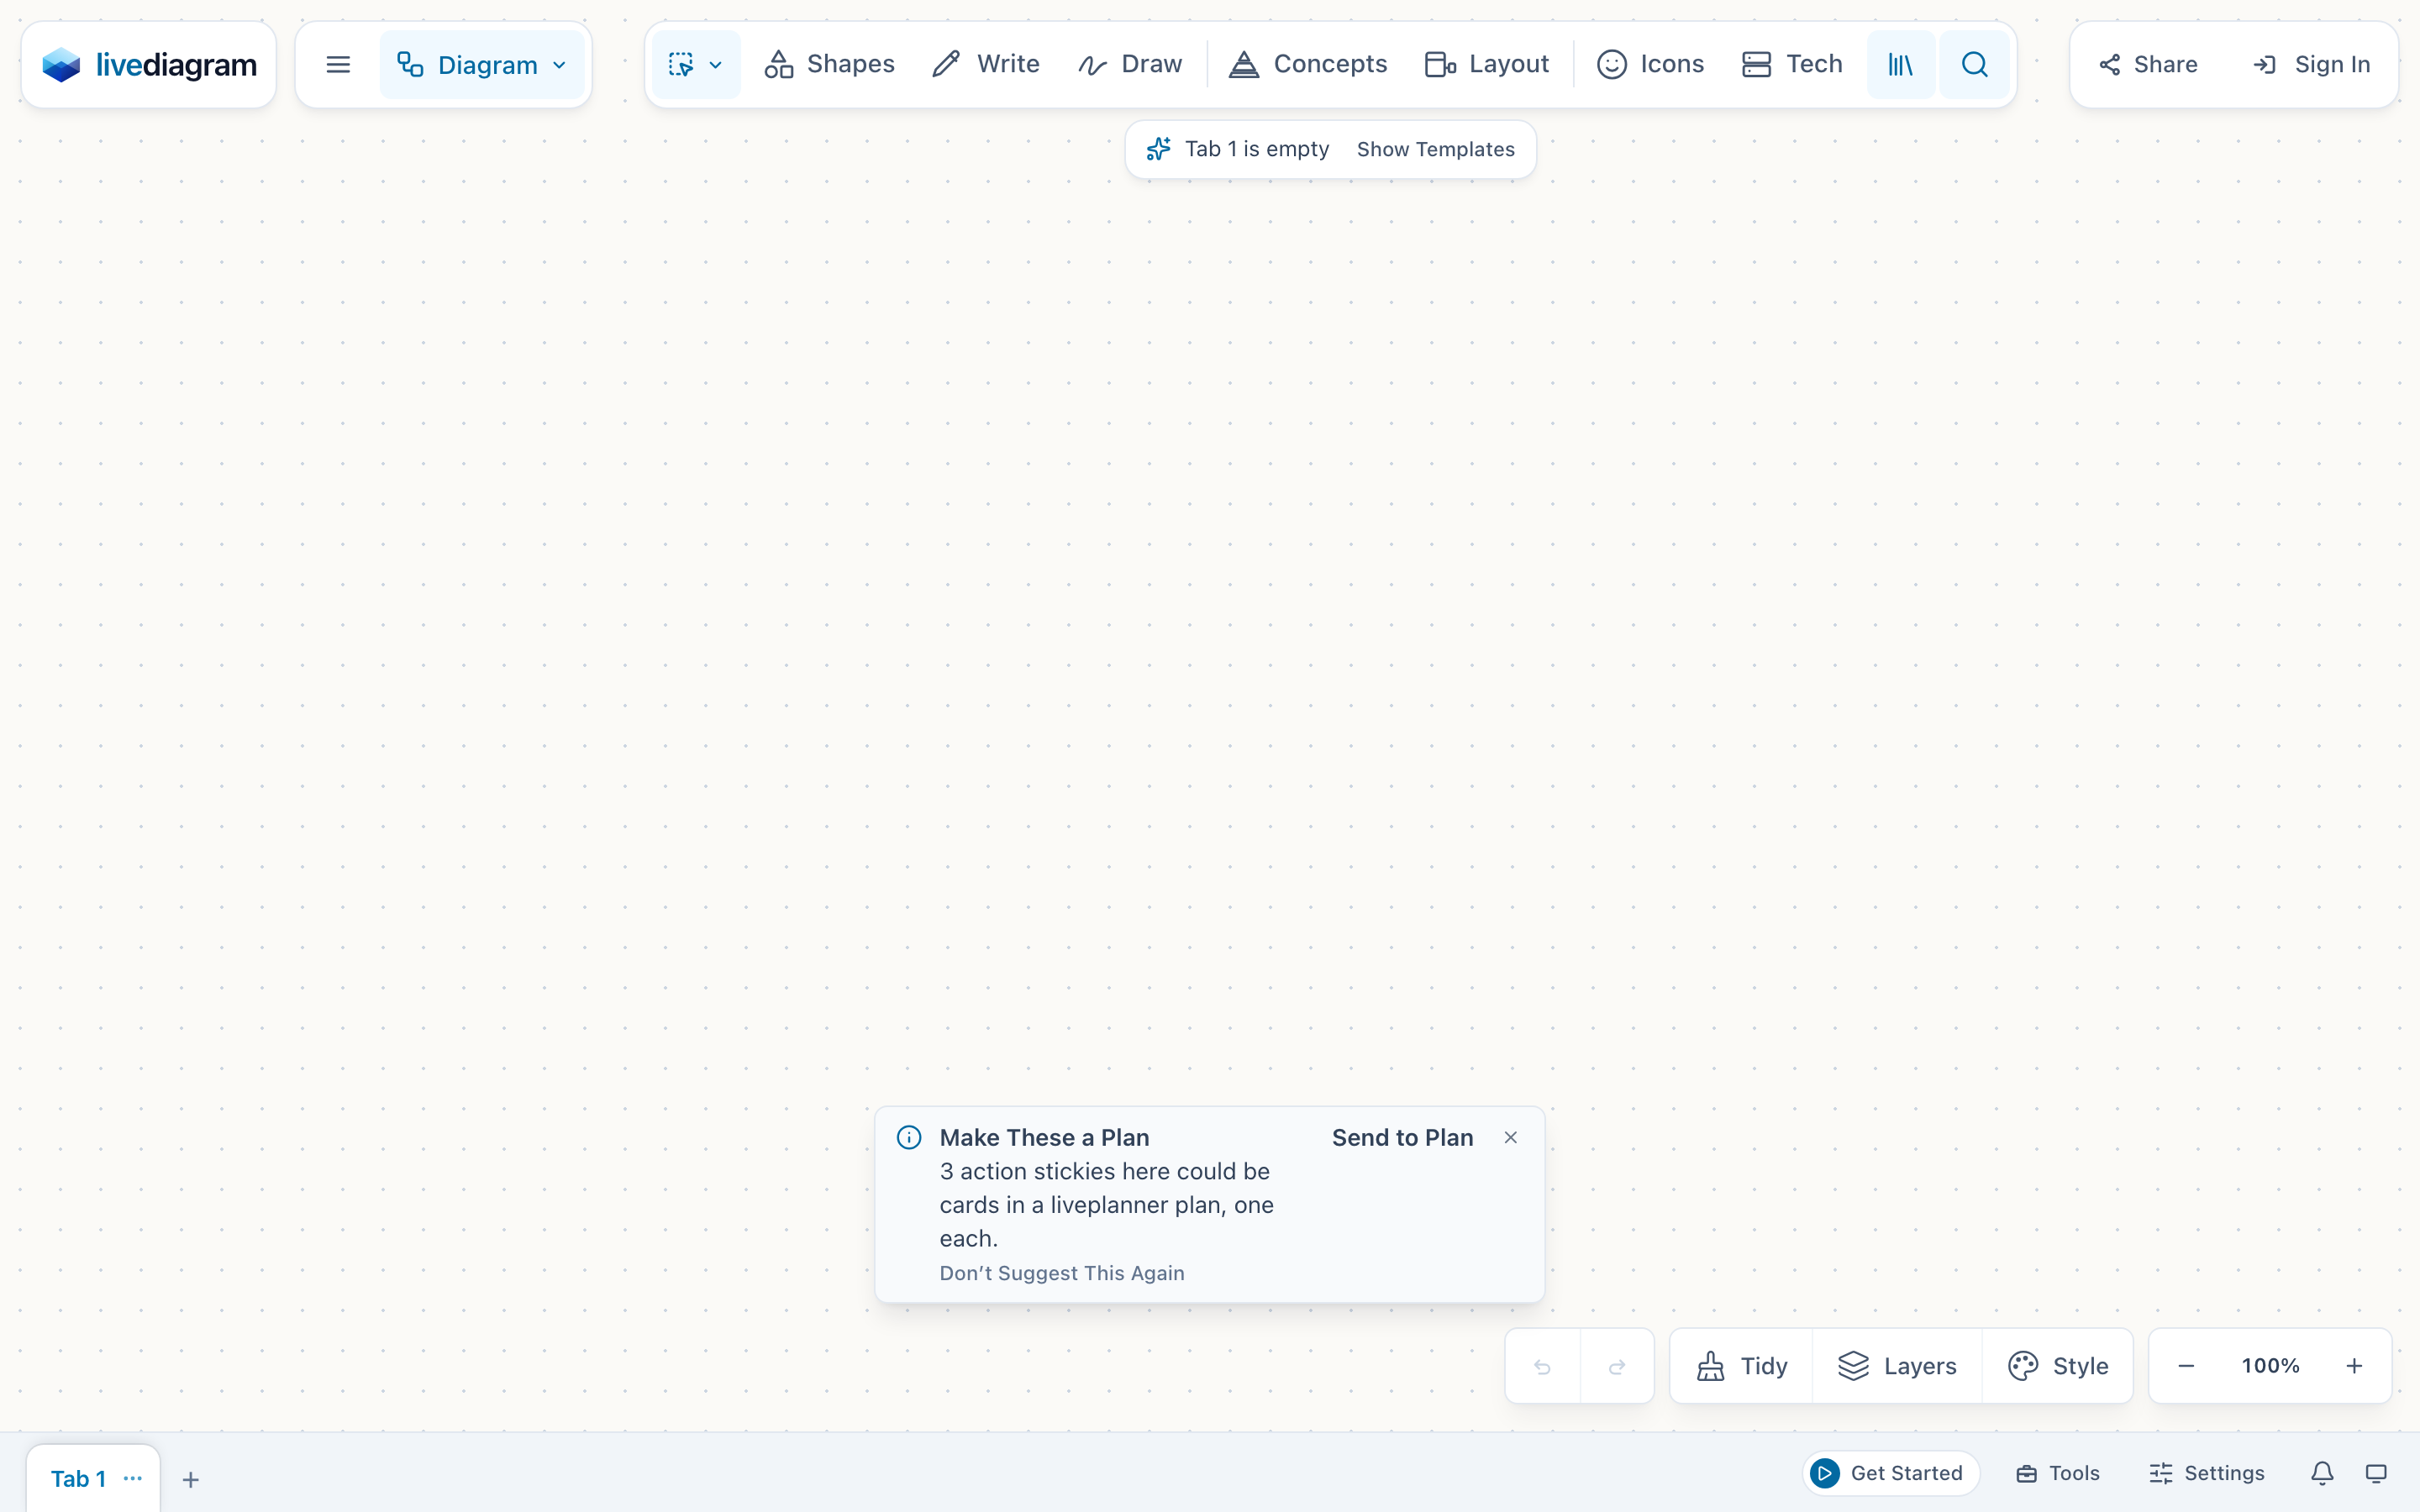 livediagram
Diagram
Shapes
Write
Draw
Concepts
Layout
Icons
Tech
Share
Sign In
Tab 1 is empty
Show Templates
Make These a Plan
Send to Plan
3 action stickies here could be
cards in a liveplanner plan, one
each.
Don’t Suggest This Again
Tidy
Layers
Style
100%
Tab 1
Get Started
Tools
Settings